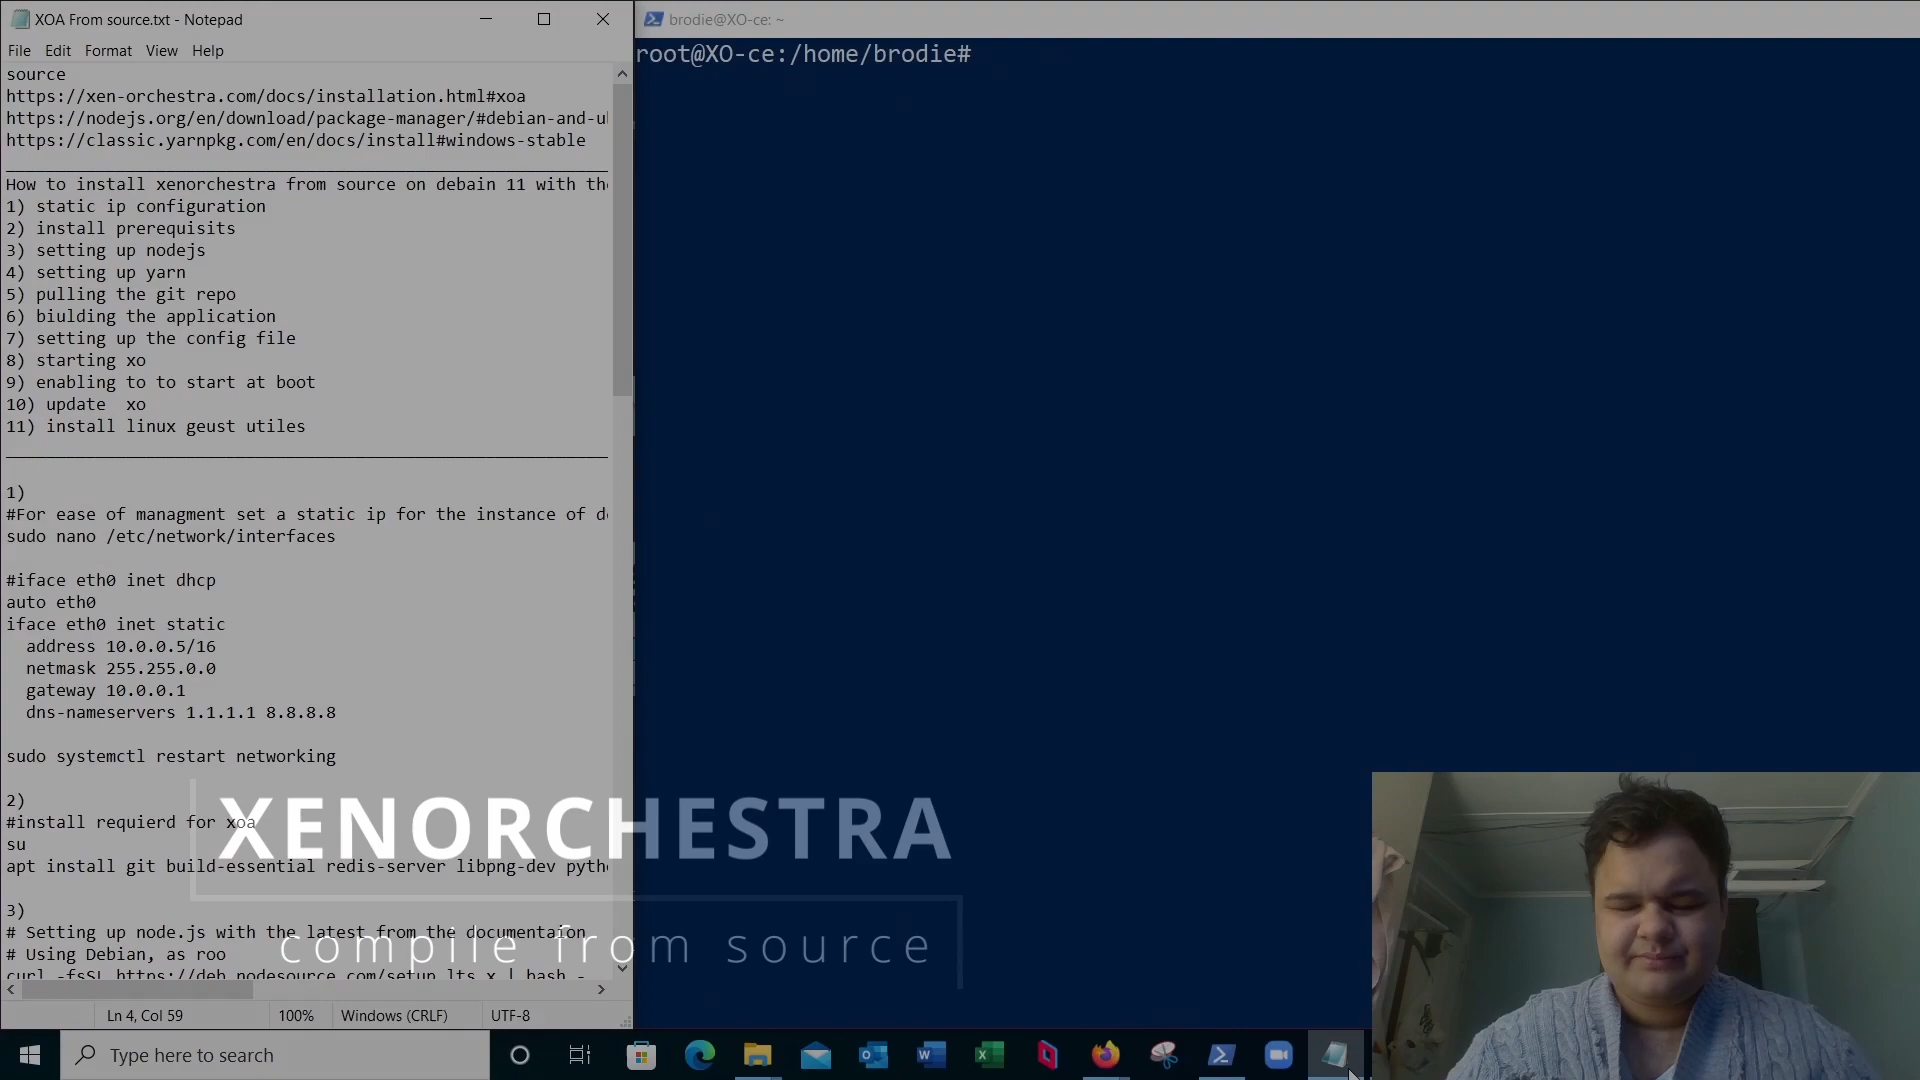 XOA From source.txt - Notepad
File Edit Format View Help
source
https://xen-orchestra.com/docs/installation.html#xoa
https://nodejs.org/en/download/package-manager/#debian-and-u
https://classic.yarnpkg.com/en/docs/install#windows-stable
How to install xenorchestra from source on debain 11 with the
1) static ip configuration
2) install prerequisits
3) setting up nodejs
4) setting up yarn
5) pulling the git repo
6) biulding the application
7) setting up the config file
8) starting xo
9) enabling to to start at boot
10) update  xo
11) install linux geust utiles
1)
#For ease of managment set a static ip for the instance of d
sudo nano /etc/network/interfaces
#iface eth0 inet dhcp
auto eth0
iface eth0 inet static
address 10.0.0.5/16
netmask 255.255.0.0
gateway 10.0.0.1
dns-nameservers 1.1.1.1 8.8.8.8
sudo systemctl restart networking
2)
#install requierd for xoa
su
apt install git build-essential redis-server libpng-dev pyth
3)
# Setting up node.js with the latest from the documentaion
# Using Debian, as roo
curl -fsSL https://deb.nodesource.com/setup_lts.x | bash -
Ln 4, Col 59
100%
Windows (CRLF)
UTF-8
brodie@XO-ce: ~
root@XO-ce:/home/brodie#
XENORCHESTRA
compile from source
Type here to search